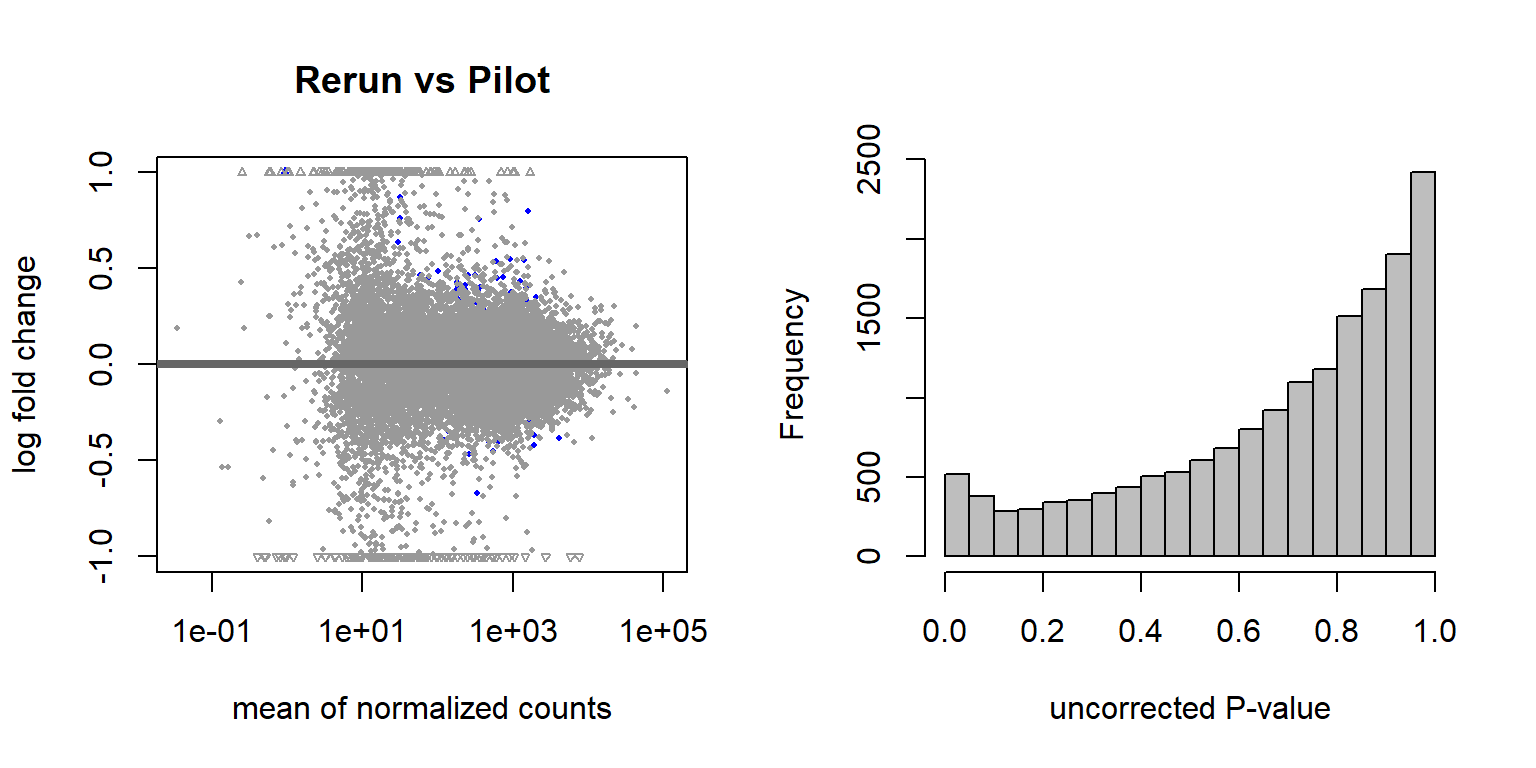 Rerun vs Pilot
log fold change
1.0
0.5
0.0
-0.5
-1.0
1e-01 1e+01 1e+03 1e+05
mean of normalized counts
Frequency
2500
1500
500
0
0.0 0.2 0.4 0.6 0.8 1.0
uncorrected P-value